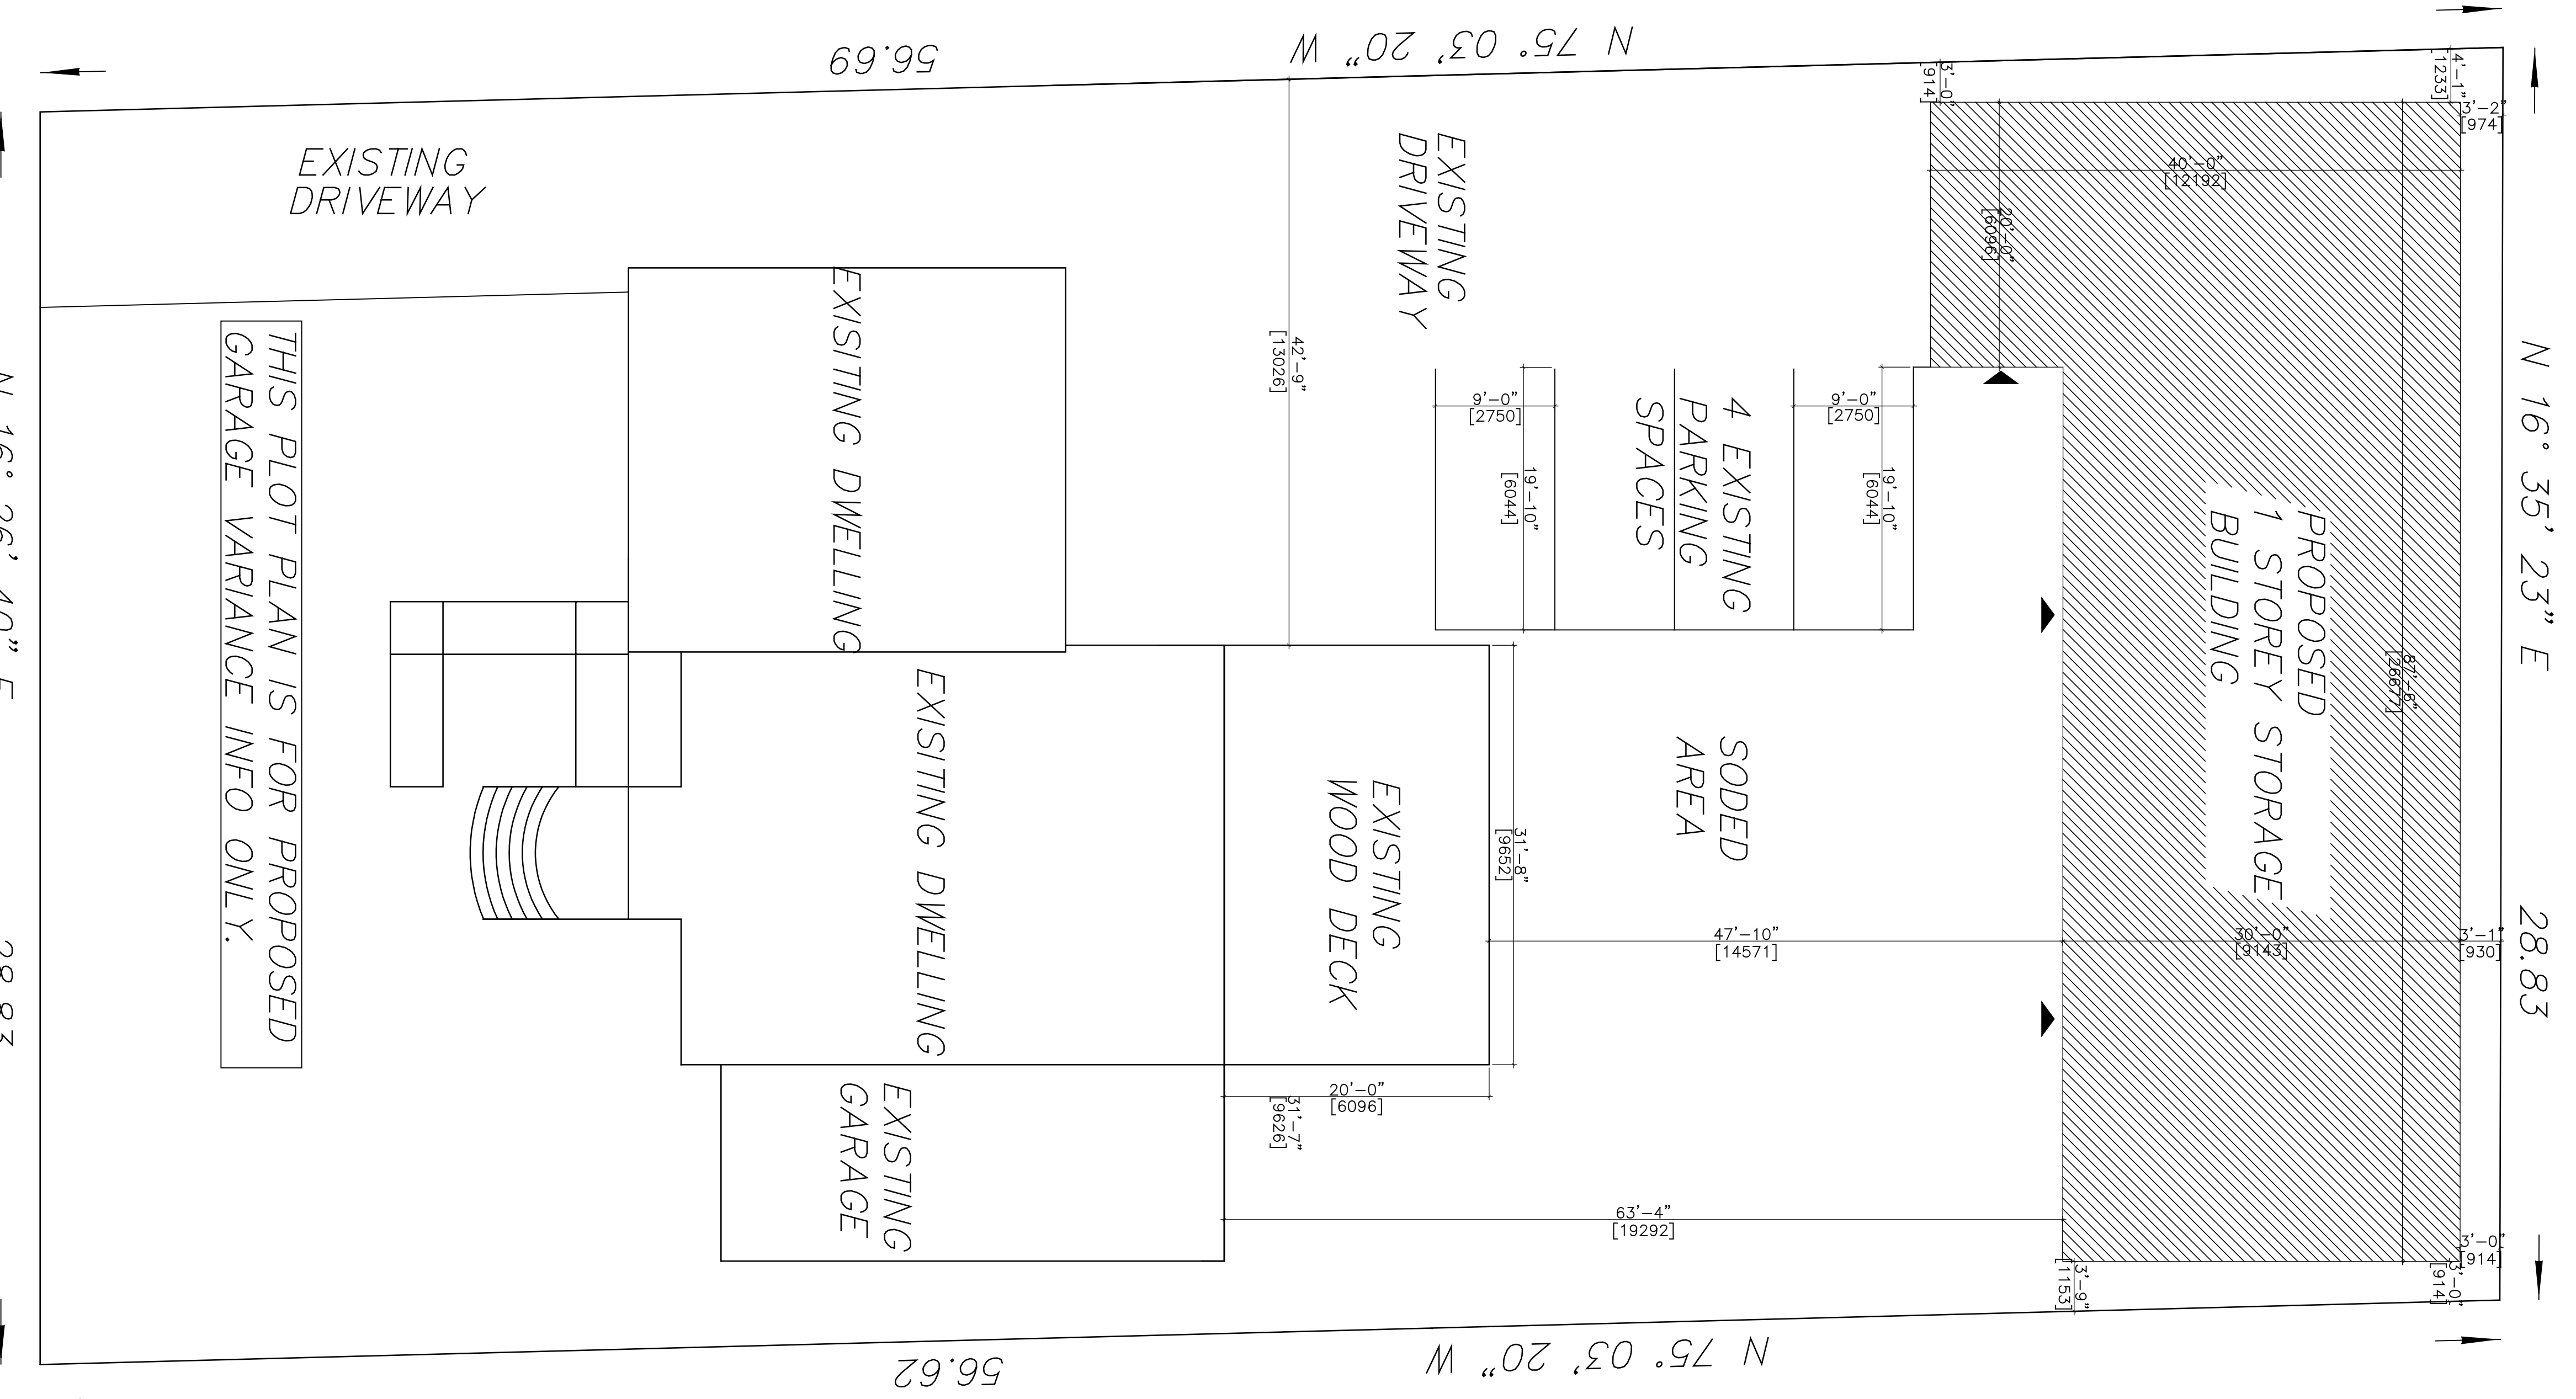 56.69
N 75° 03' 20" W
EXISTING
DRIVEWAY
EXISTING
DRIVEWAY
3'-0"
[914]
4'-1"
[1233]
3'-2"
[974]
40'-0"
[12192]
20'-0"
[6096]
N 16° 35' 23" E
28.83
THIS PLOT PLAN IS FOR PROPOSED
GARAGE VARIANCE INFO ONLY.
EXISITING DWELLING
42'-9"
[13026]
9'-0"
[2750]
19'-10"
[6044]
4 EXISTING
PARKING
SPACES
9'-0"
[2750]
19'-10"
[6044]
PROPOSED
1 STOREY STORAGE
BUILDING
87'-6"
[26677]
EXISITING DWELLING
EXISTING
WOOD DECK
31'-8"
[9652]
SODED
AREA
47'-10"
[14571]
30'-0"
[9143]
3'-1"
[930]
EXISTING
GARAGE
20'-0"
[6096]
31'-7"
[9626]
63'-4"
[19292]
3'-9"
[1153]
3'-0"
[914]
3'-0"
[914]
56.62
N 75° 03' 20" W
28.83